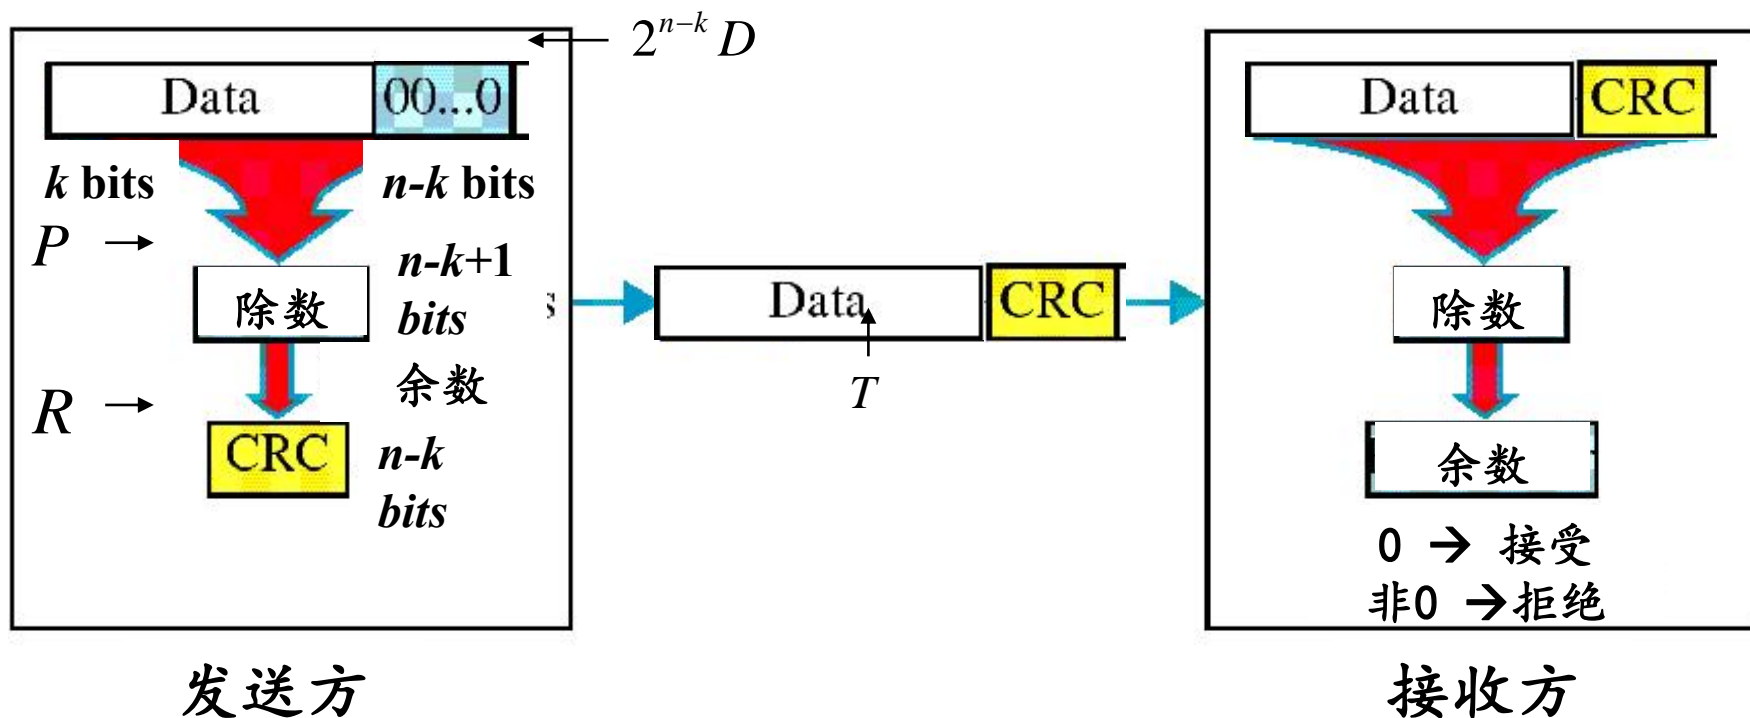 2^{n-k} D
Data 00...0
k bits n-k bits
P → n-k+1
bits
除数
余数
R →
CRC n-k
bits
发送方
s
Data CRC
T
Data CRC
除数
余数
0 → 接受
非0 →拒绝
接收方